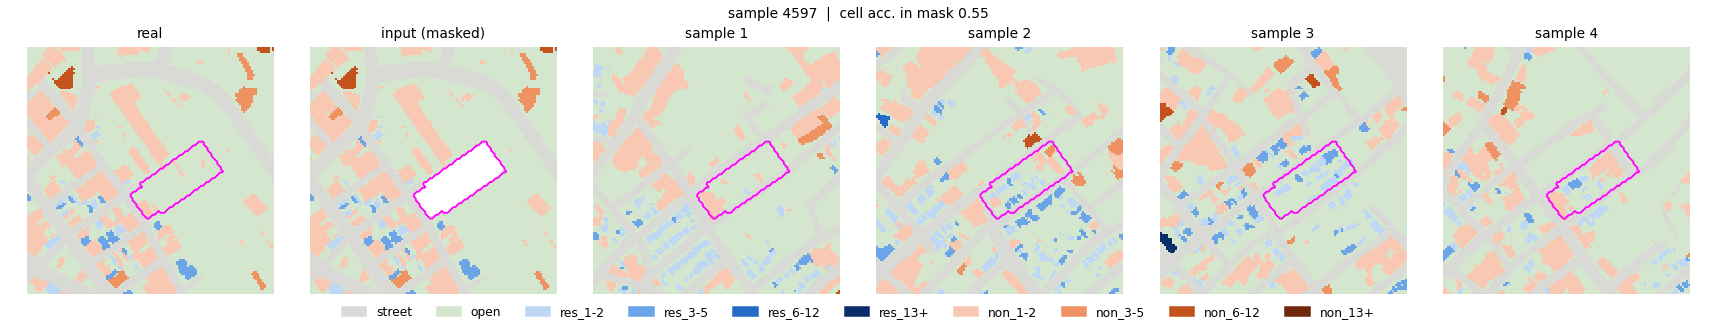 sample 4597 | cell acc. in mask 0.55
real input (masked) sample 1 sample 2 sample 3 sample 4
street open res_1-2 res_3-5 res_6-12 res_13+ non_1-2 non_3-5 non_6-12 non_13+